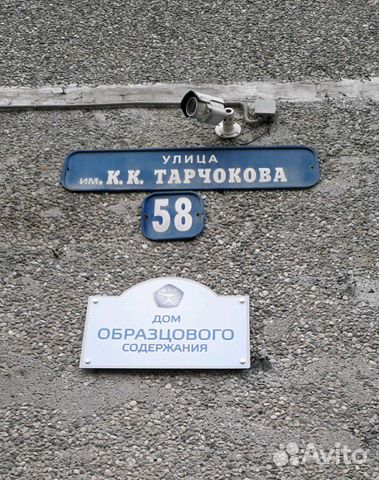 УЛИЦА
ИМ. К. К. ТАРЧОКОВА
58
ДОМ
ОБРАЗЦОВОГО
СОДЕРЖАНИЯ
Avito